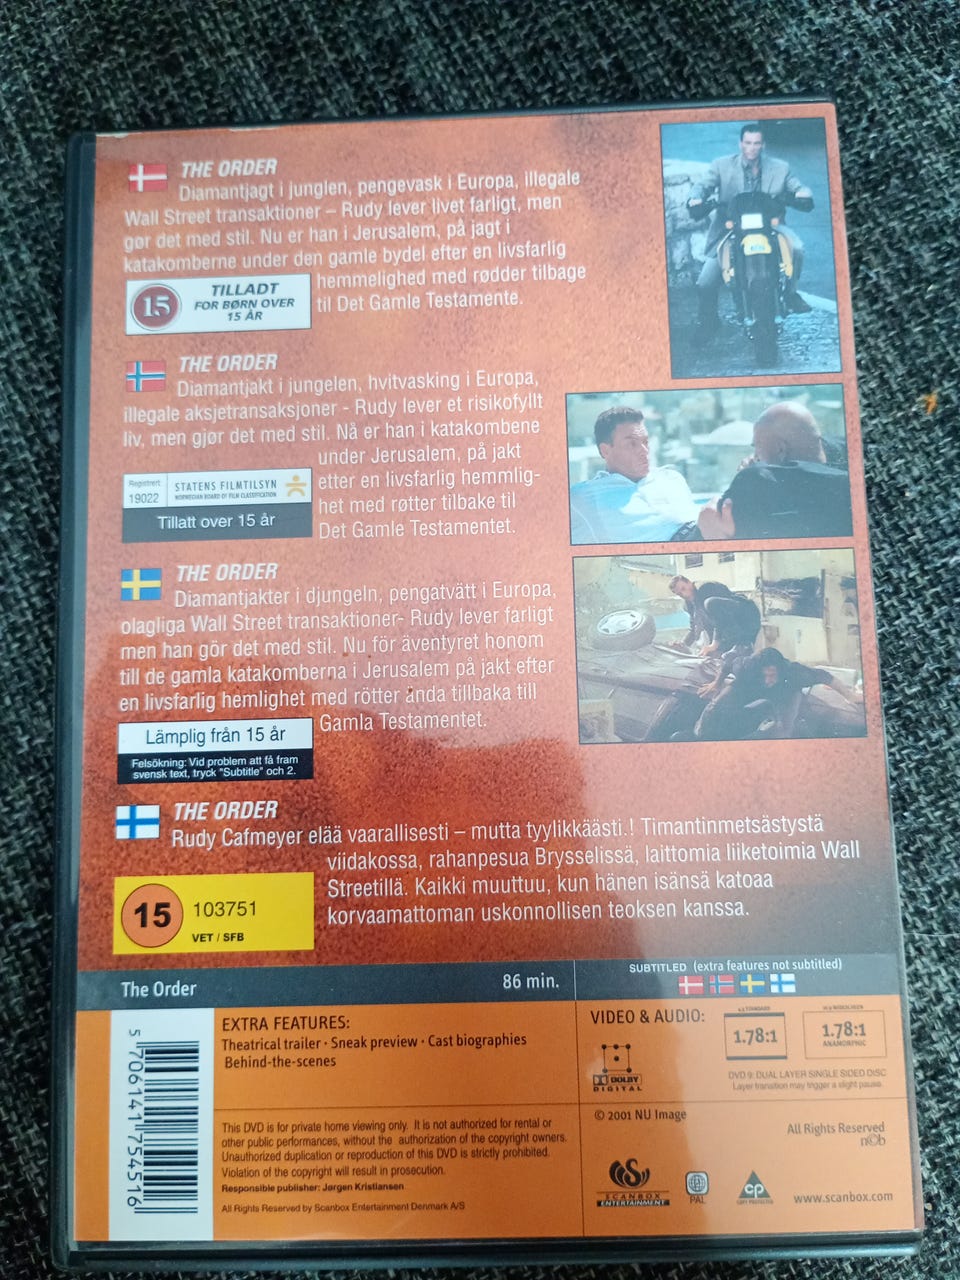 THE ORDER
Diamantjagt i junglen, pengevask i Europa, illegale
Wall Street transaktioner – Rudy lever livet farligt, men
gør det med stil. Nu er han i Jerusalem, på jagt i
katakomberne under den gamle bydel efter en livsfarlig
hemmelighed med rødder tilbage
til Det Gamle Testamente.
15
TILLADT
FOR BØRN OVER
15 ÅR
THE ORDER
Diamantjakt i jungelen, hvitvasking i Europa,
illegale aksjetransaksjoner - Rudy lever et risikofyllt
liv, men gjør det med stil. Nå er han i katakombene
under Jerusalem, på jakt
etter en livsfarlig hemmlig-
het med røtter tilbake til
Det Gamle Testamentet.
Registrert
19022
STATENS FILMTILSYN
NORWEGIAN BOARD OF FILM CLASSIFICATION
Tillatt over 15 år
THE ORDER
Diamantjakter i djungeln, pengatvätt i Europa,
olagliga Wall Street transaktioner- Rudy lever farligt
men han gör det med stil. Nu för äventyret honom
till de gamla katakomberna i Jerusalem på jakt efter
en livsfarlig hemlighet med rötter ända tillbaka till
Gamla Testamentet.
Lämplig från 15 år
Felsökning: Vid problem att få fram
svensk text, tryck "Subtitle" och 2.
THE ORDER
Rudy Cafmeyer elää vaarallisesti – mutta tyylikkäästi.! Timantinmetsästystä
viidakossa, rahanpesua Brysselissä, laittomia liiketoimia Wall
Streetillä. Kaikki muuttuu, kun hänen isänsä katoaa
korvaamattoman uskonnollisen teoksen kanssa.
15
103751
VET / SFB
The Order
86 min.
SUBTITLED (extra features not subtitled)
EXTRA FEATURES:
Theatrical trailer · Sneak preview · Cast biographies
Behind-the-scenes
VIDEO & AUDIO:
4:3 STANDARD
1.78:1
16:9 WIDESCREEN
1.78:1
ANAMORPHIC
DOLBY
DIGITAL
DVD 9: DUAL LAYER SINGLE SIDED DISC
Layer transition may trigger a slight pause.
This DVD is for private home viewing only. It is not authorized for rental or
other public performances, without the authorization of the copyright owners.
Unauthorized duplication or reproduction of this DVD is strictly prohibited.
Violation of the copyright will result in prosecution.
Responsible publisher: Jørgen Kristiansen
All Rights Reserved by Scanbox Entertainment Denmark A/S
© 2001 NU Image
All Rights Reserved
SCANBOX
ENTERTAINMENT
PAL
CP
COPY PROTECTED
www.scanbox.com
5 706141 754516